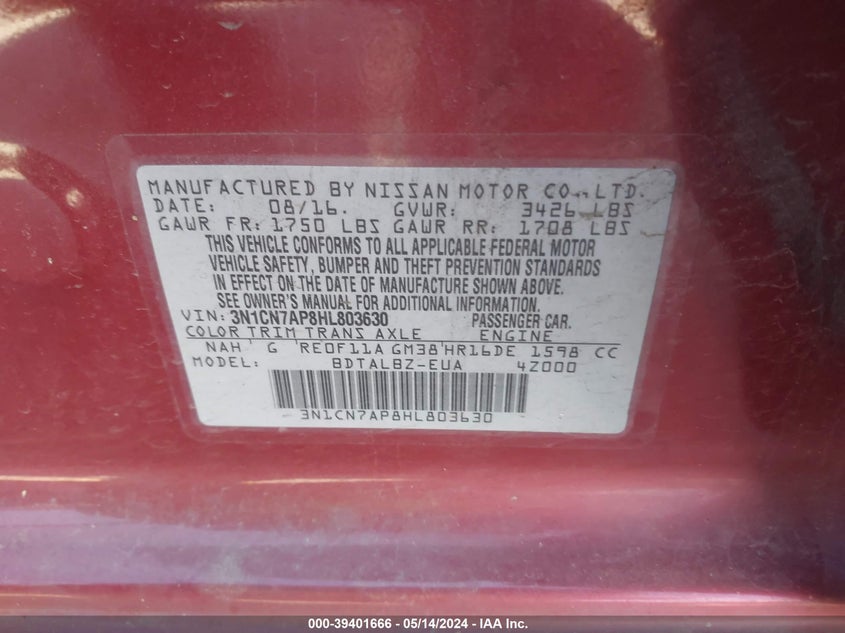 MANUFACTURED BY NISSAN MOTOR CO., LTD.
DATE: 08/16. GVWR: 3426 LBS
GAWR FR: 1750 LBS GAWR RR: 1708 LBS
THIS VEHICLE CONFORMS TO ALL APPLICABLE FEDERAL MOTOR
VEHICLE SAFETY, BUMPER AND THEFT PREVENTION STANDARDS
IN EFFECT ON THE DATE OF MANUFACTURE SHOWN ABOVE.
SEE OWNER'S MANUAL FOR ADDITIONAL INFORMATION.
VIN: 3N1CN7AP8HL803630 PASSENGER CAR.
COLOR TRIM TRANS AXLE ENGINE
NAH G RE0F11A GM38 HR16DE 1598 CC
MODEL: BDTALBZ-EUA 4Z000
3N1CN7AP8HL803630
000-39401666 - 05/14/2024 - IAA Inc.